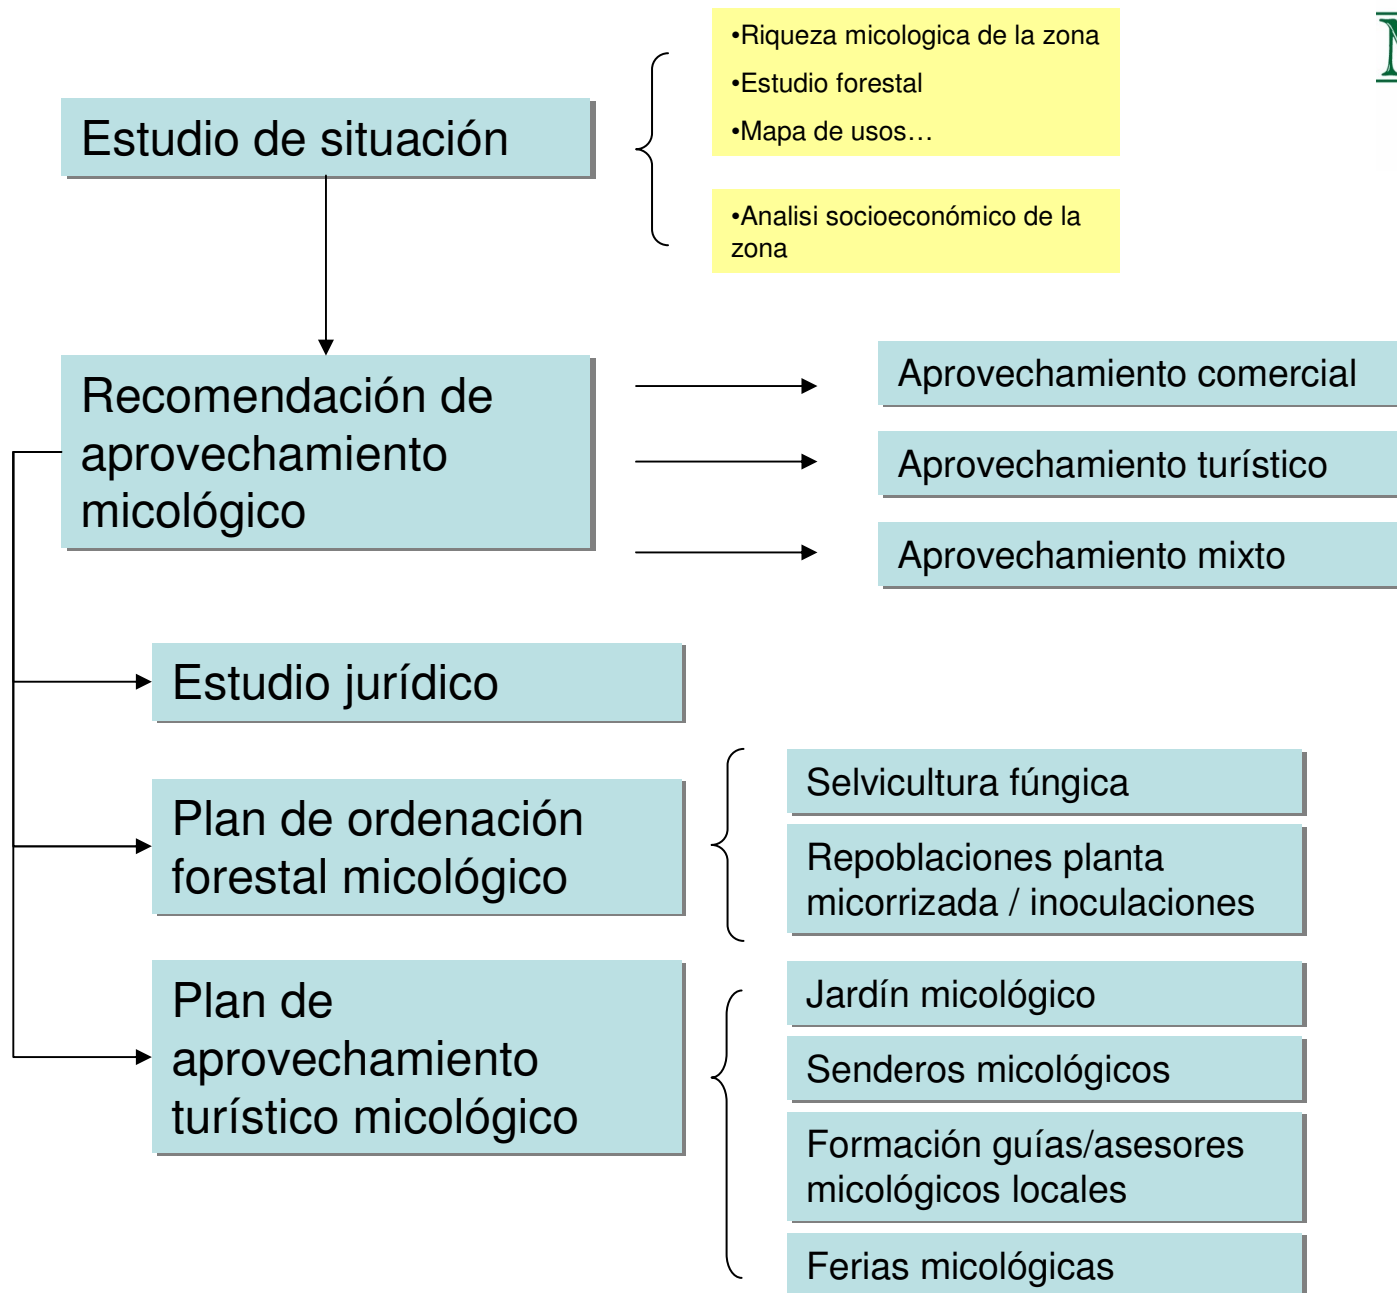 •Riqueza micologica de la zona
•Estudio forestal
•Mapa de usos…
Estudio de situación
•Analisi socioeconómico de la
zona
Recomendación de
aprovechamiento
micológico
Aprovechamiento comercial
Aprovechamiento turístico
Aprovechamiento mixto
Estudio jurídico
Plan de ordenación
forestal micológico
Selvicultura fúngica
Repoblaciones planta
micorrizada / inoculaciones
Plan de
aprovechamiento
turístico micológico
Jardín micológico
Senderos micológicos
Formación guías/asesores
micológicos locales
Ferias micológicas